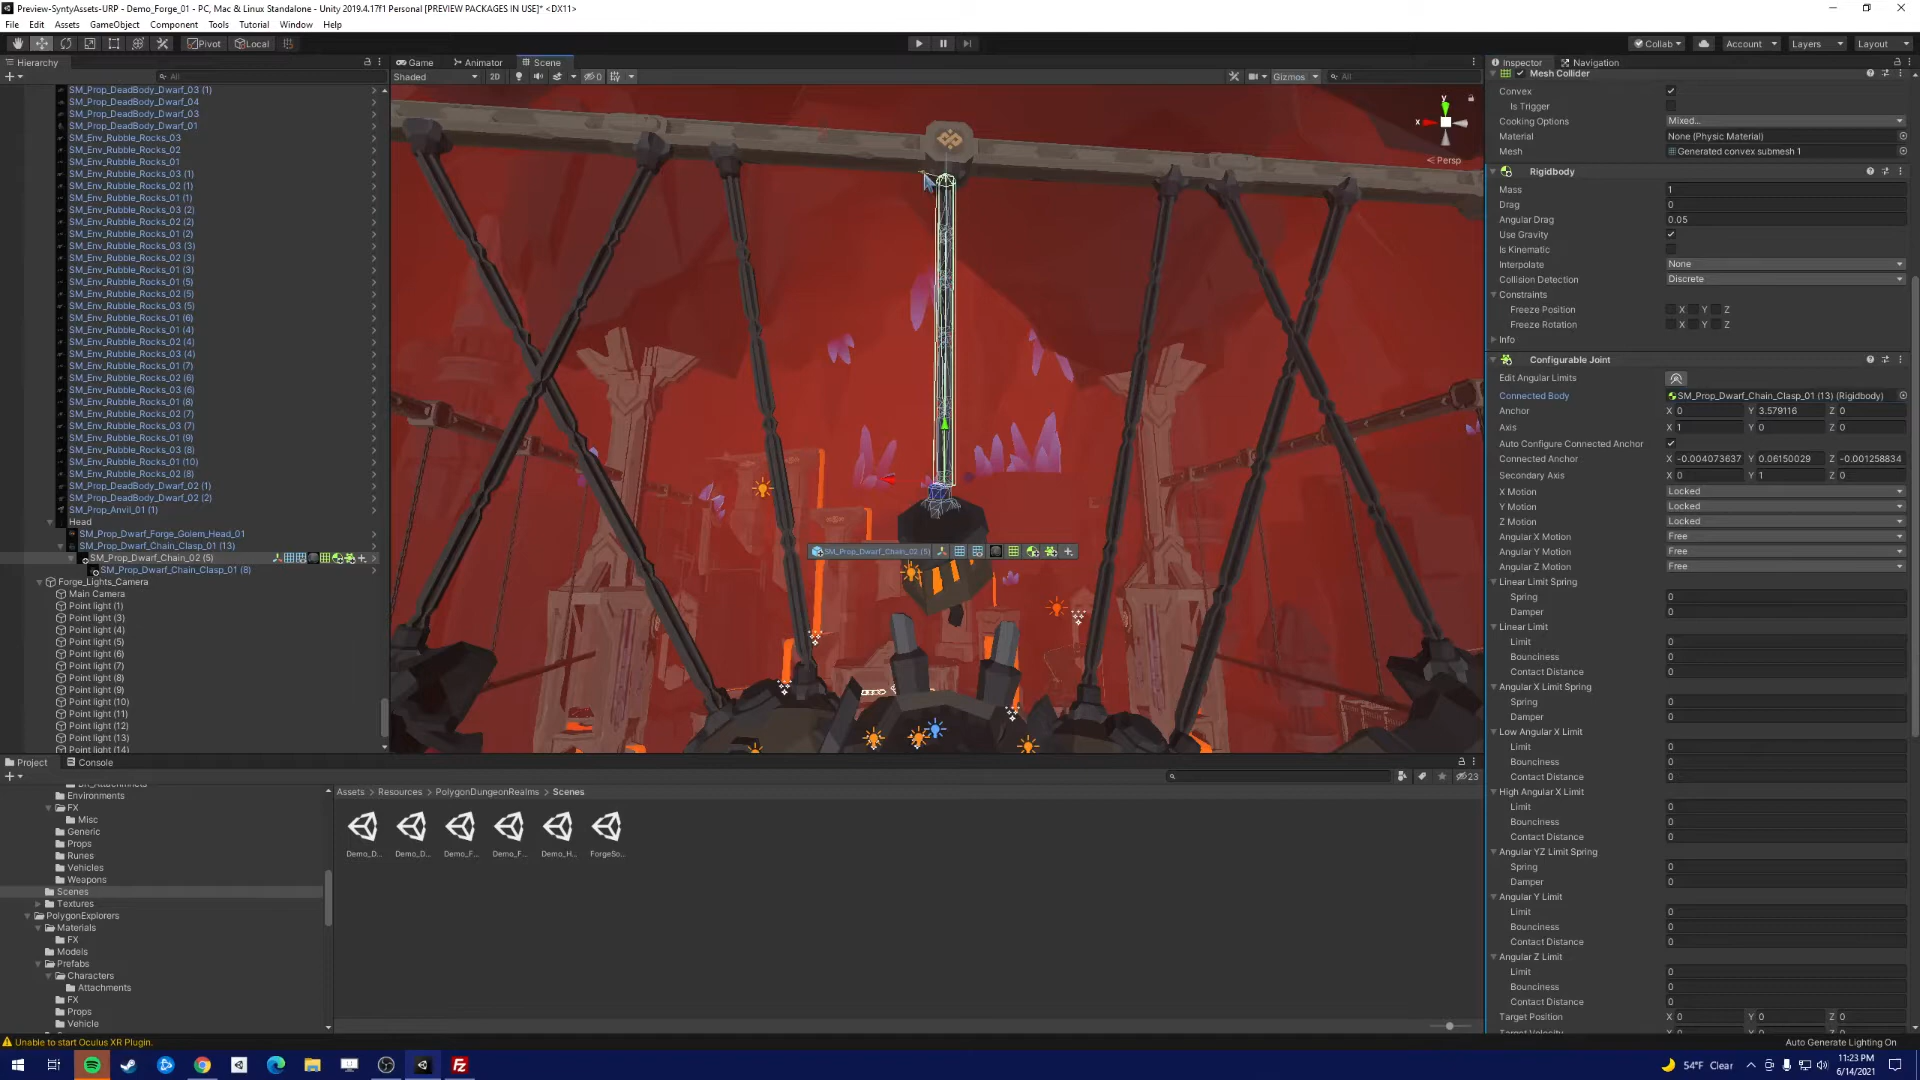 Preview-SyntyAssets-URP - Demo_Forge_01 - PC, Mac & Linux Standalone - Unity 2019.4.17f1 Personal [PREVIEW PACKAGES IN USE]* <DX11>
File Edit Assets GameObject Component Tools Tutorial Window Help
Pivot Local Collab Account Layers Layout
Hierarchy Game Animator Scene Inspector Navigation
All Shaded 2D 0 Gizmos All
SM_Prop_DeadBody_Dwarf_03 (1)
SM_Prop_DeadBody_Dwarf_04
SM_Prop_DeadBody_Dwarf_03
SM_Prop_DeadBody_Dwarf_01
SM_Env_Rubble_Rocks_03
SM_Env_Rubble_Rocks_02
SM_Env_Rubble_Rocks_01
SM_Env_Rubble_Rocks_03 (1)
SM_Env_Rubble_Rocks_02 (1)
SM_Env_Rubble_Rocks_01 (1)
SM_Env_Rubble_Rocks_03 (2)
SM_Env_Rubble_Rocks_02 (2)
SM_Env_Rubble_Rocks_01 (2)
SM_Env_Rubble_Rocks_03 (3)
SM_Env_Rubble_Rocks_02 (3)
SM_Env_Rubble_Rocks_01 (3)
SM_Env_Rubble_Rocks_01 (5)
SM_Env_Rubble_Rocks_02 (5)
SM_Env_Rubble_Rocks_03 (5)
SM_Env_Rubble_Rocks_01 (6)
SM_Env_Rubble_Rocks_01 (4)
SM_Env_Rubble_Rocks_02 (4)
SM_Env_Rubble_Rocks_03 (4)
SM_Env_Rubble_Rocks_01 (7)
SM_Env_Rubble_Rocks_02 (6)
SM_Env_Rubble_Rocks_03 (6)
SM_Env_Rubble_Rocks_01 (8)
SM_Env_Rubble_Rocks_02 (7)
SM_Env_Rubble_Rocks_03 (7)
SM_Env_Rubble_Rocks_01 (9)
SM_Env_Rubble_Rocks_03 (8)
SM_Env_Rubble_Rocks_01 (10)
SM_Env_Rubble_Rocks_02 (8)
SM_Prop_DeadBody_Dwarf_02 (1)
SM_Prop_DeadBody_Dwarf_02 (2)
SM_Prop_Anvil_01 (1)
Head
SM_Prop_Dwarf_Forge_Golem_Head_01
SM_Prop_Dwarf_Chain_Clasp_01 (13)
SM_Prop_Dwarf_Chain_02 (5)
SM_Prop_Dwarf_Chain_Clasp_01 (8)
Forge_Lights_Camera
Main Camera
Point light (1)
Point light (3)
Point light (4)
Point light (5)
Point light (6)
Point light (7)
Point light (8)
Point light (9)
Point light (10)
Point light (11)
Point light (12)
Point light (13)
Point light (14)
y
x
Persp
SM_Prop_Dwarf_Chain_02 (5)
Mesh Collider
Convex
Is Trigger
Cooking Options Mixed...
Material None (Physic Material)
Mesh Generated convex submesh 1
Rigidbody
Mass 1
Drag 0
Angular Drag 0.05
Use Gravity
Is Kinematic
Interpolate None
Collision Detection Discrete
Constraints
Freeze Position X Y Z
Freeze Rotation X Y Z
Info
Configurable Joint
Edit Angular Limits
Connected Body SM_Prop_Dwarf_Chain_Clasp_01 (13) (Rigidbody)
Anchor X 0 Y 3.579116 Z 0
Axis X 1 Y 0 Z 0
Auto Configure Connected Anchor
Connected Anchor X -0.004073637 Y 0.06150029 Z -0.001258834
Secondary Axis X 0 Y 1 Z 0
X Motion Locked
Y Motion Locked
Z Motion Locked
Angular X Motion Free
Angular Y Motion Free
Angular Z Motion Free
Linear Limit Spring
Spring 0
Damper 0
Linear Limit
Limit 0
Bounciness 0
Contact Distance 0
Angular X Limit Spring
Spring 0
Damper 0
Low Angular X Limit
Limit 0
Bounciness 0
Contact Distance 0
High Angular X Limit
Limit 0
Bounciness 0
Contact Distance 0
Angular YZ Limit Spring
Spring 0
Damper 0
Angular Y Limit
Limit 0
Bounciness 0
Contact Distance 0
Angular Z Limit
Limit 0
Bounciness 0
Contact Distance 0
Target Position X 0 Y 0 Z 0
Project Console
23
Environments
FX
Misc
Generic
Props
Runes
Vehicles
Weapons
Scenes
Textures
PolygonExplorers
Materials
FX
Models
Prefabs
Characters
Attachments
FX
Props
Vehicle
Assets Resources PolygonDungeonRealms Scenes
Demo_D... Demo_D... Demo_F... Demo_F... Demo_H... ForgeSo...
Unable to start Oculus XR Plugin.
Auto Generate Lighting On
54°F Clear
11:23 PM
6/14/2021